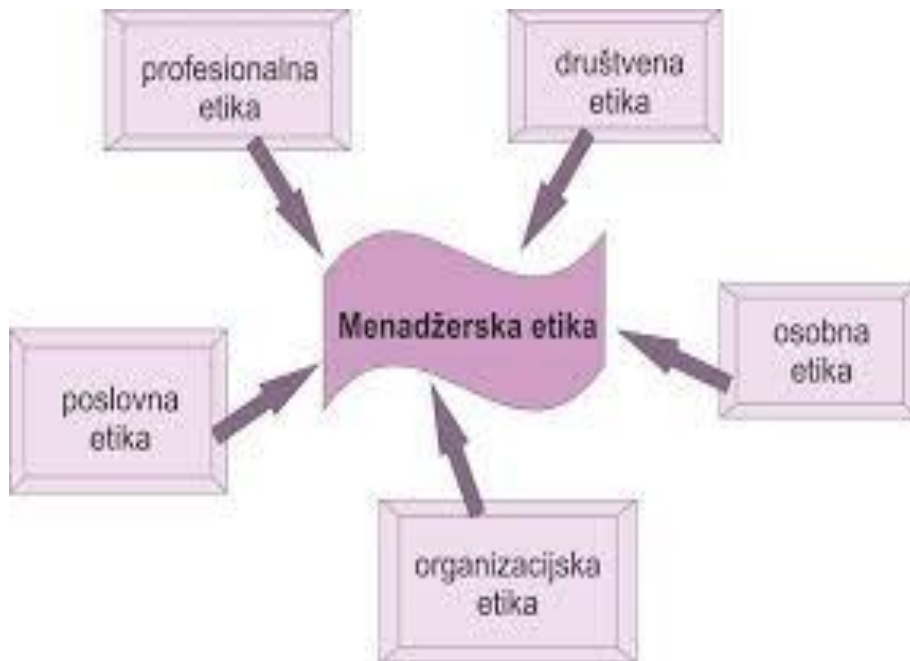 profesionalna
etika
društvena
etika
Menadžerska etika
osobna
etika
poslovna
etika
organizacijska
etika